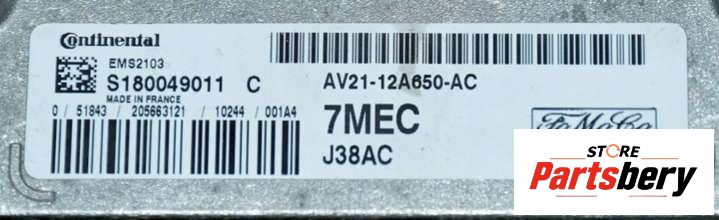 Continental
EMS2103
S180049011 C
MADE IN FRANCE
0 / 51843 / 205663121 / 10244 / 001A4
AV21-12A650-AC
7MEC
J38AC
FoMoCo
STORE
Partsbery